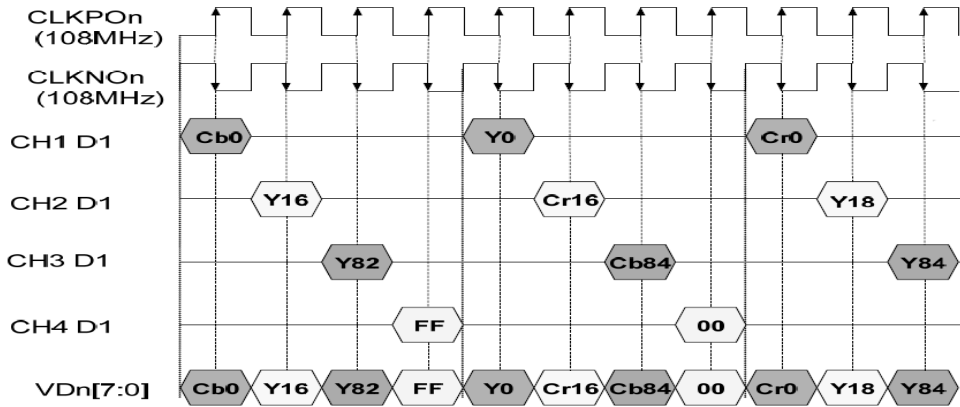 CLKPOn
(108MHz)
CLKNOn
(108MHz)
CH1 D1 Cb0 Y0 Cr0
CH2 D1 Y16 Cr16 Y18
CH3 D1 Y82 Cb84 Y84
CH4 D1 FF 00
VDn[7:0] Cb0 Y16 Y82 FF Y0 Cr16 Cb84 00 Cr0 Y18 Y84